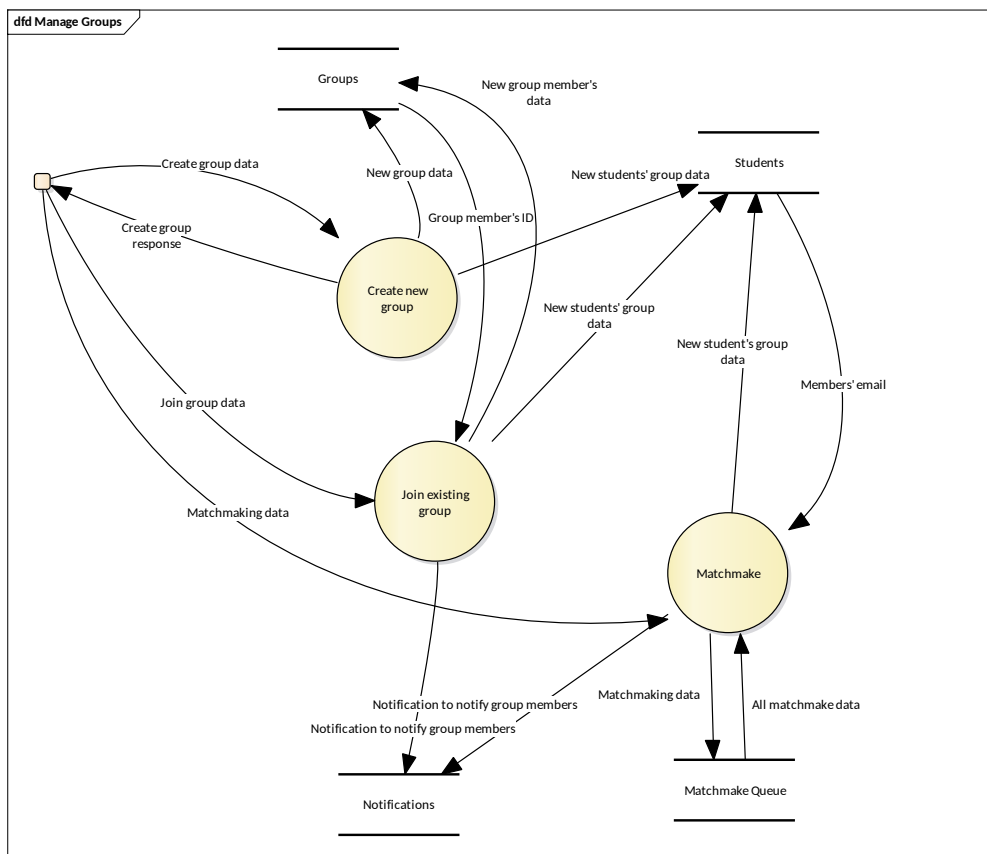 dfd Manage Groups
Groups
New group member's
data
Create group data
New group data
Students
New students' group data
Group member's ID
Create group
response
Create new
group
New students' group
data
New student's group
data
Members' email
Join group data
Join existing
group
Matchmaking data
Matchmake
Matchmaking data
All matchmake data
Notification to notify group members
Notification to notify group members
Notifications
Matchmake Queue